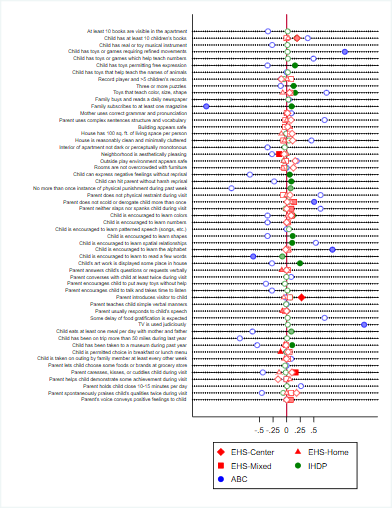 At least 10 books are visible in the apartment
Child has at least 10 children's books
Child has real or toy musical instrument
Child has toys or games requiring refined movements
Child has toys or games which help teach numbers
Child has toys permitting free expression
Child has toys that help teach the names of animals
Record player and >5 children's records
Three or more puzzles
Toys that teach color, size, shape
Family buys and reads a daily newspaper
Family subscribes to at least one magazine
Mother uses correct grammar and pronunciation
Parent uses complex sentences structure and vocabulary
Building appears safe
House has 100 sq. ft. of living space per person
House is reasonably clean and minimally cluttered
Interior of apartment not dark or perceptually monotonous
Neighborhood is aesthetically pleasing
Outside play environment appears safe
Rooms are not overcrowded with furniture
Child can express negative feelings without reprisal
Child can hit parent without harsh reprisal
No more than once instance of physical punishment during past week
Parent does not physical restraint during visit
Parent does not scold or derogate child more than once
Parent neither slaps nor spanks child during visit
Child is encouraged to learn colors
Child is encouraged to learn numbers
Child is encouraged to learn patterned speech (songs, etc.)
Child is encouraged to learn shapes
Child is encouraged to learn spatial relationships
Child is encouraged to learn the alphabet
Child is encouraged to learn to read a few words
Child's art work is displayed some place in house
Parent answers child's questions or requests verbally
Parent converses with child at least twice during visit
Parent encourages child to put away toys without help
Parent encourages child to talk and takes time to listen
Parent introduces visitor to child
Parent teaches child simple verbal manners
Parent usually responds to child's speech
Some delay of food gratification is expected
TV is used judiciously
Child eats at least one meal per day with mother and father
Child has been on trip more than 50 miles during last year
Child has been taken to a museum during past year
Child is permitted choice in breakfast or lunch menu
Child is taken on outing by family member at least every other week
Parent lets child choose some foods or brands at grocery store
Parent caresses, kisses, or cuddles child during visit
Parent helps child demonstrate some achievement during visit
Parent holds child close 10-15 minutes per day
Parent spontaneously praises child's qualities twice during visit
Parent's voice conveys positive feelings to child
-.5 -.25 0 .25 .5
EHS-Center EHS-Home
EHS-Mixed IHDP
ABC